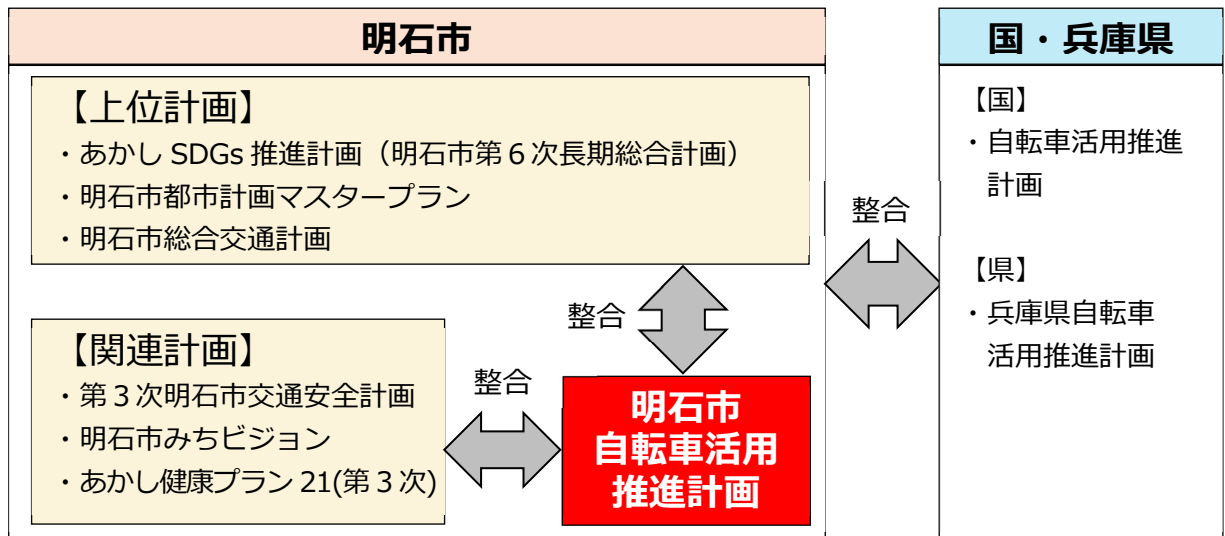 明石市
【上位計画】
・あかし SDGs 推進計画（明石市第６次長期総合計画）
・明石市都市計画マスタープラン
・明石市総合交通計画
整合
【関連計画】
・第３次明石市交通安全計画
・明石市みちビジョン
・あかし健康プラン 21(第３次)
整合
明石市
自転車活用
推進計画
整合
国・兵庫県
【国】
・自転車活用推進
計画
【県】
・兵庫県自転車
活用推進計画